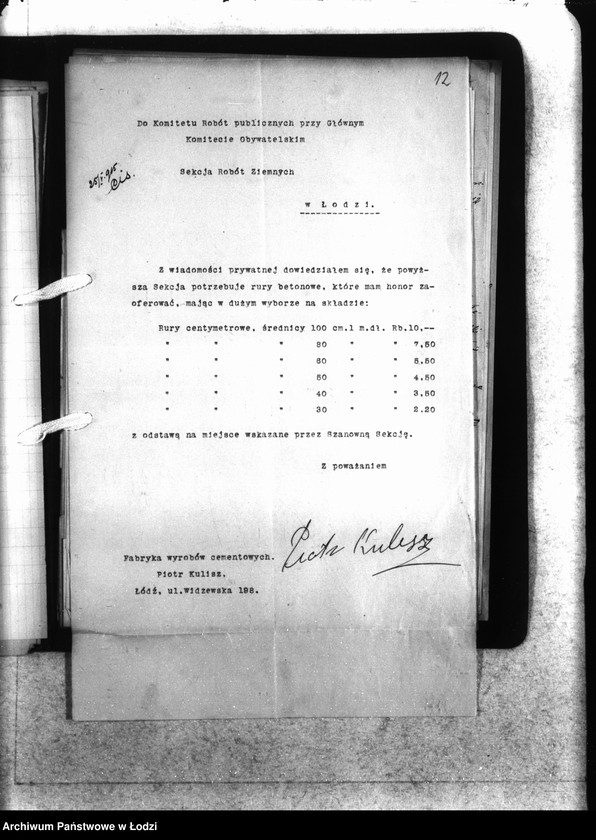 12
Do Komitetu Robót publicznych przy Głównym
Komitecie Obywatelskim
25/I.915
Sekcja Robót Ziemnych
w Łodzi.
Z wiadomości prywatnej dowiedziałem się, że powyż-
sza Sekcja potrzebuje rury betonowe, które mam honor za-
oferować, mając w dużym wyborze na składzie:
Rury centymetrowe, średnicy 100 cm.1 m.dł. Rb.10,--
" " " 80 " " 7,50
" " " 60 " " 5.50
" " " 50 " " 4.50
" " " 40 " " 3.50
" " " 30 " " 2.20
z odstawą na miejsce wskazane przez Szanowną Sekcję.
Z poważaniem
Piotr Kulisz
Fabryka wyrobów cementowych.
Piotr Kulisz,
Łódź, ul.Widzewska 198.
Archiwum Państwowe w Łodzi